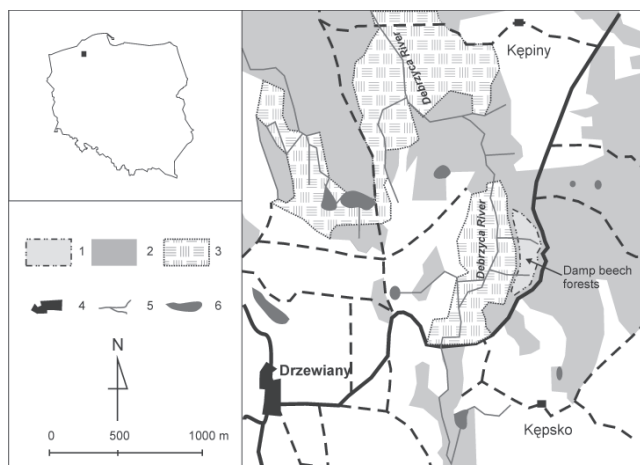 1
2
3
4
5
6
N
0
500
1000 m
Debrzyca River
Kępiny
Debrzyca River
Damp beech
forests
Drzewiany
Kępsko